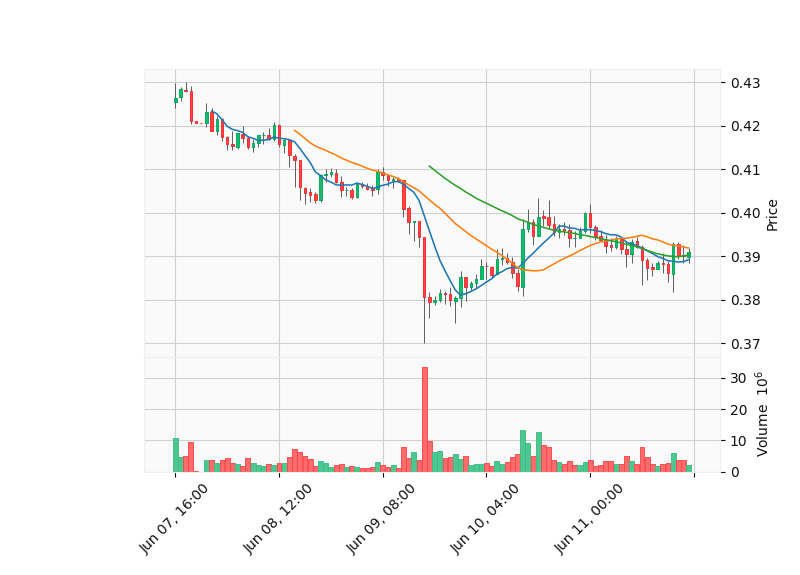 0.43
0.42
0.41
0.40
0.39
0.38
0.37
Price
30
20
10
0
Volume 10⁶
Jun 07, 16:00
Jun 08, 12:00
Jun 09, 08:00
Jun 10, 04:00
Jun 11, 00:00